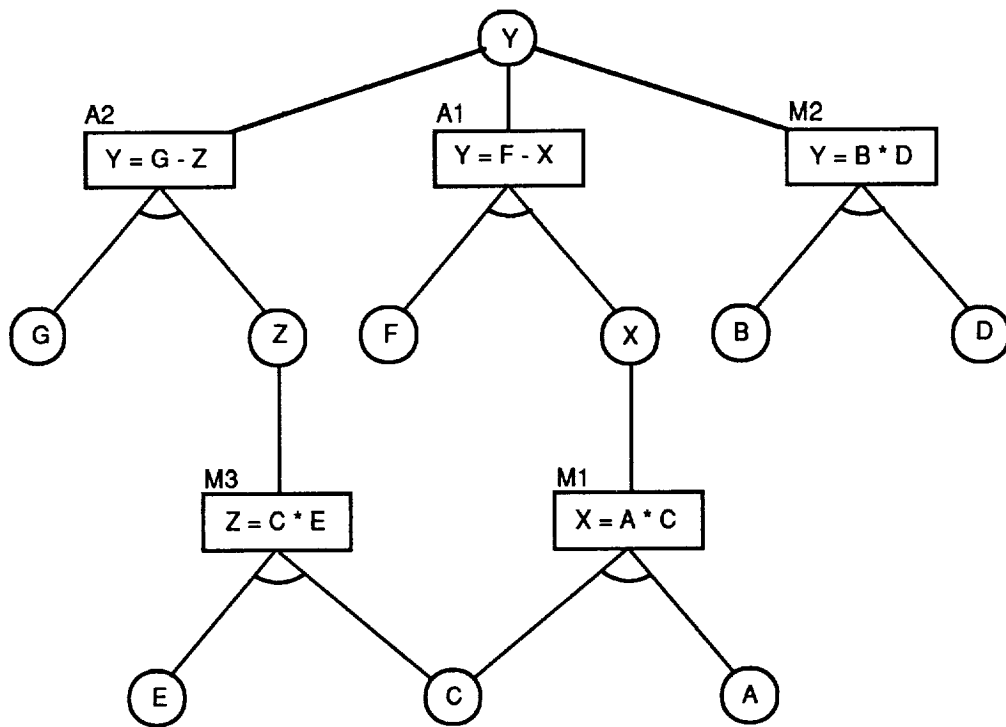 Y
A2
A1
M2
Y = G - Z
Y = F - X
Y = B * D
G
Z
F
X
B
D
M3
M1
Z = C * E
X = A * C
E
C
A